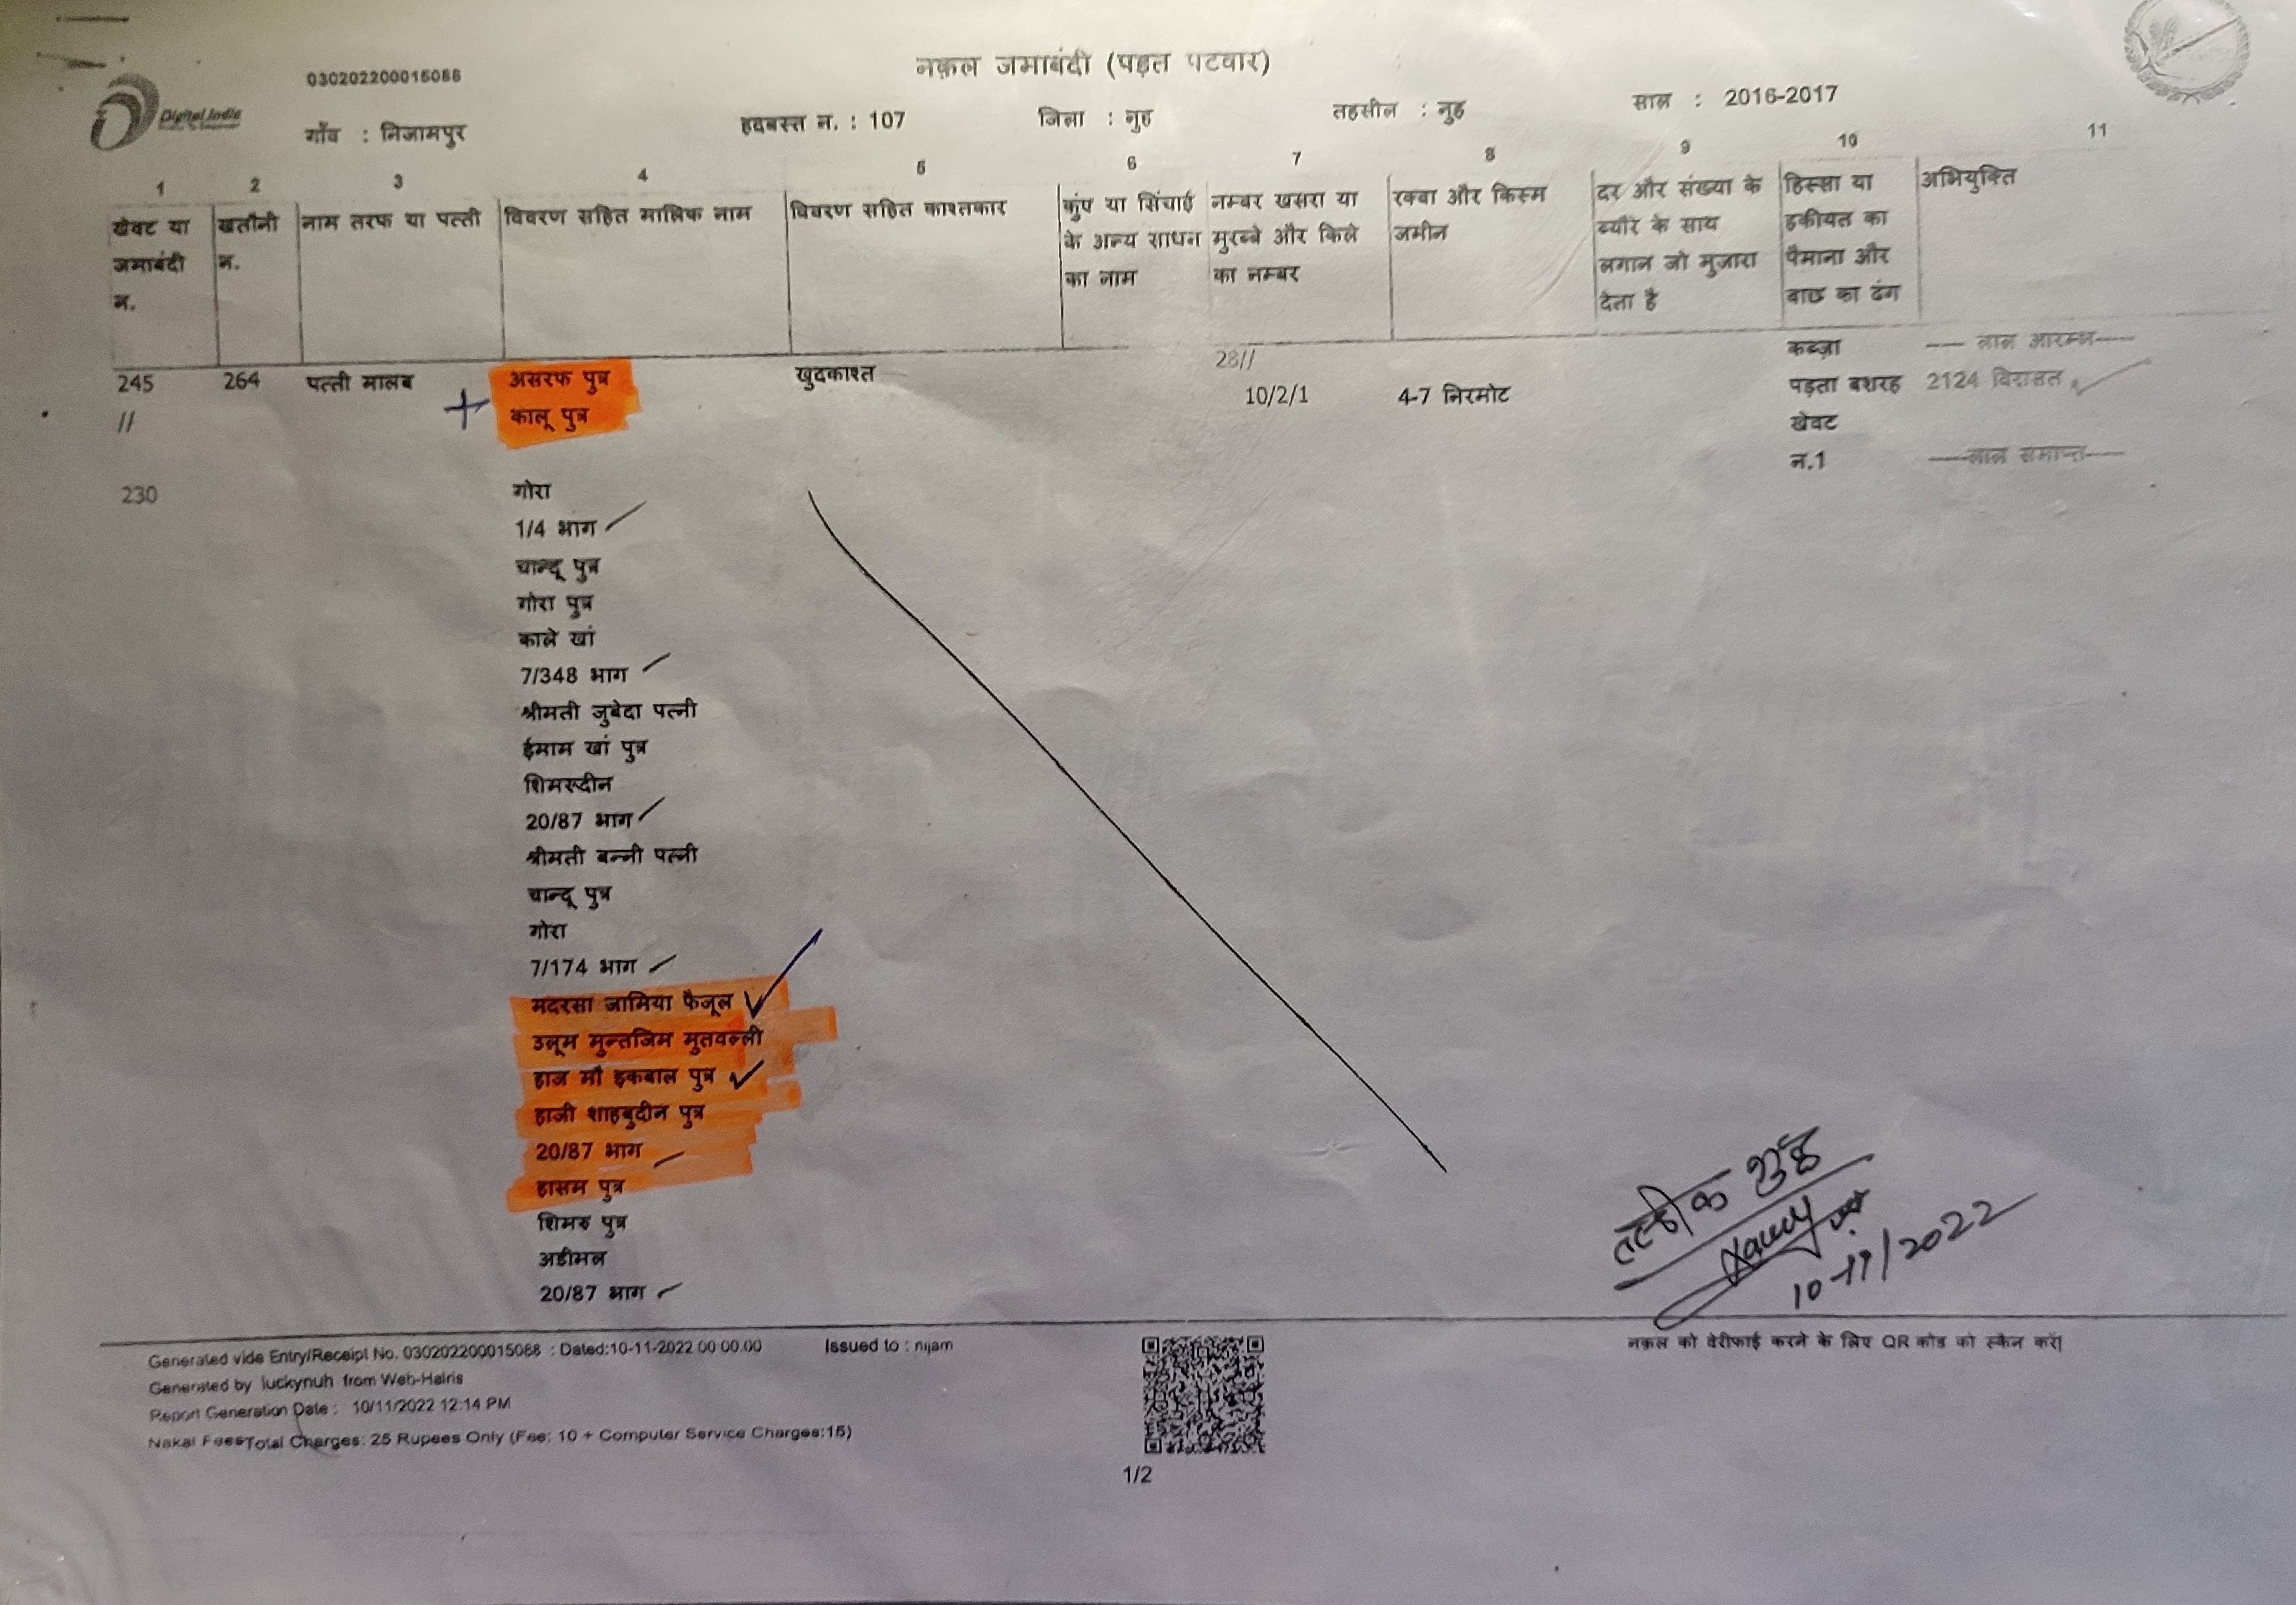 नक़ल जमाबंदी (पड़त पटवार)
030202200015088
Digital India
गाँव : निजामपुर
हदबस्त न. : 107
जिला : नुह
तहसील : नुह
साल : 2016-2017
1 2 3 4 5 6 7 8 9 10 11
खेवट या
जमाबंदी
न.
खतौनी
न.
नाम तरफ या पत्ती
विवरण सहित मालिक नाम
विवरण सहित काश्तकार
कुंए या सिंचाई
के अन्य साधन
का नाम
नम्बर खसरा या
मुरब्बे और किले
का नम्बर
रकबा और किस्म
जमीन
दर और संख्या के
ब्यौरे के साथ
लगान जो मुज़ारा
देता है
हिस्सा या
हकीयत का
पैमाना और
बाछ का ढंग
अभियुक्ति
245
//
230
264
पत्ती मालब
असरफ पुत्र
कालू पुत्र
गोरा
1/4 भाग
चान्दू पुत्र
गोरा पुत्र
काले खां
7/348 भाग
श्रीमती जुबेदा पत्नी
ईमाम खां पुत्र
शिमरुदीन
20/87 भाग
श्रीमती बन्नी पत्नी
चान्दू पुत्र
गोरा
7/174 भाग
मदरसा जामिया फैजूल
उलूम मुन्तजिम मुतवल्ली
हाज मौ इकबाल पुत्र
हाजी शाहबुदीन पुत्र
20/87 भाग
हासम पुत्र
शिमरु पुत्र
अडीमल
20/87 भाग
खुदकाश्त
28//
10/2/1
4-7 निरमोट
कब्ज़ा
पड़ता बशरह
खेवट
न.1
---- लाल आरम्भ----
2124 विरासत
----लाल समाप्त----
तस्दीक शुद्ध
10-11/2022
Generated vide Entry/Receipt No. 030202200015088 : Dated:10-11-2022 00:00:00
Issued to : nijam
Generated by luckynuh from Web-Halris
Report Generation Date : 10/11/2022 12:14 PM
Nakal FeesTotal Charges: 25 Rupees Only (Fee: 10 + Computer Service Charges:15)
नक़ल को वेरीफाई करने के लिए QR कोड को स्कैन करें|
1/2